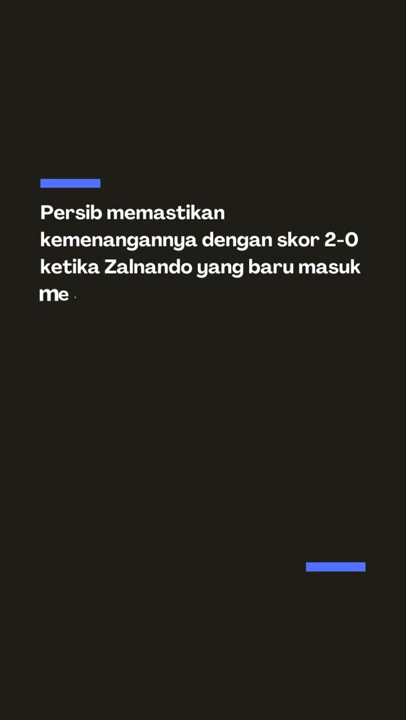 Persib memastikan
kemenangannya dengan skor 2-0
ketika Zalnando yang baru masuk
me